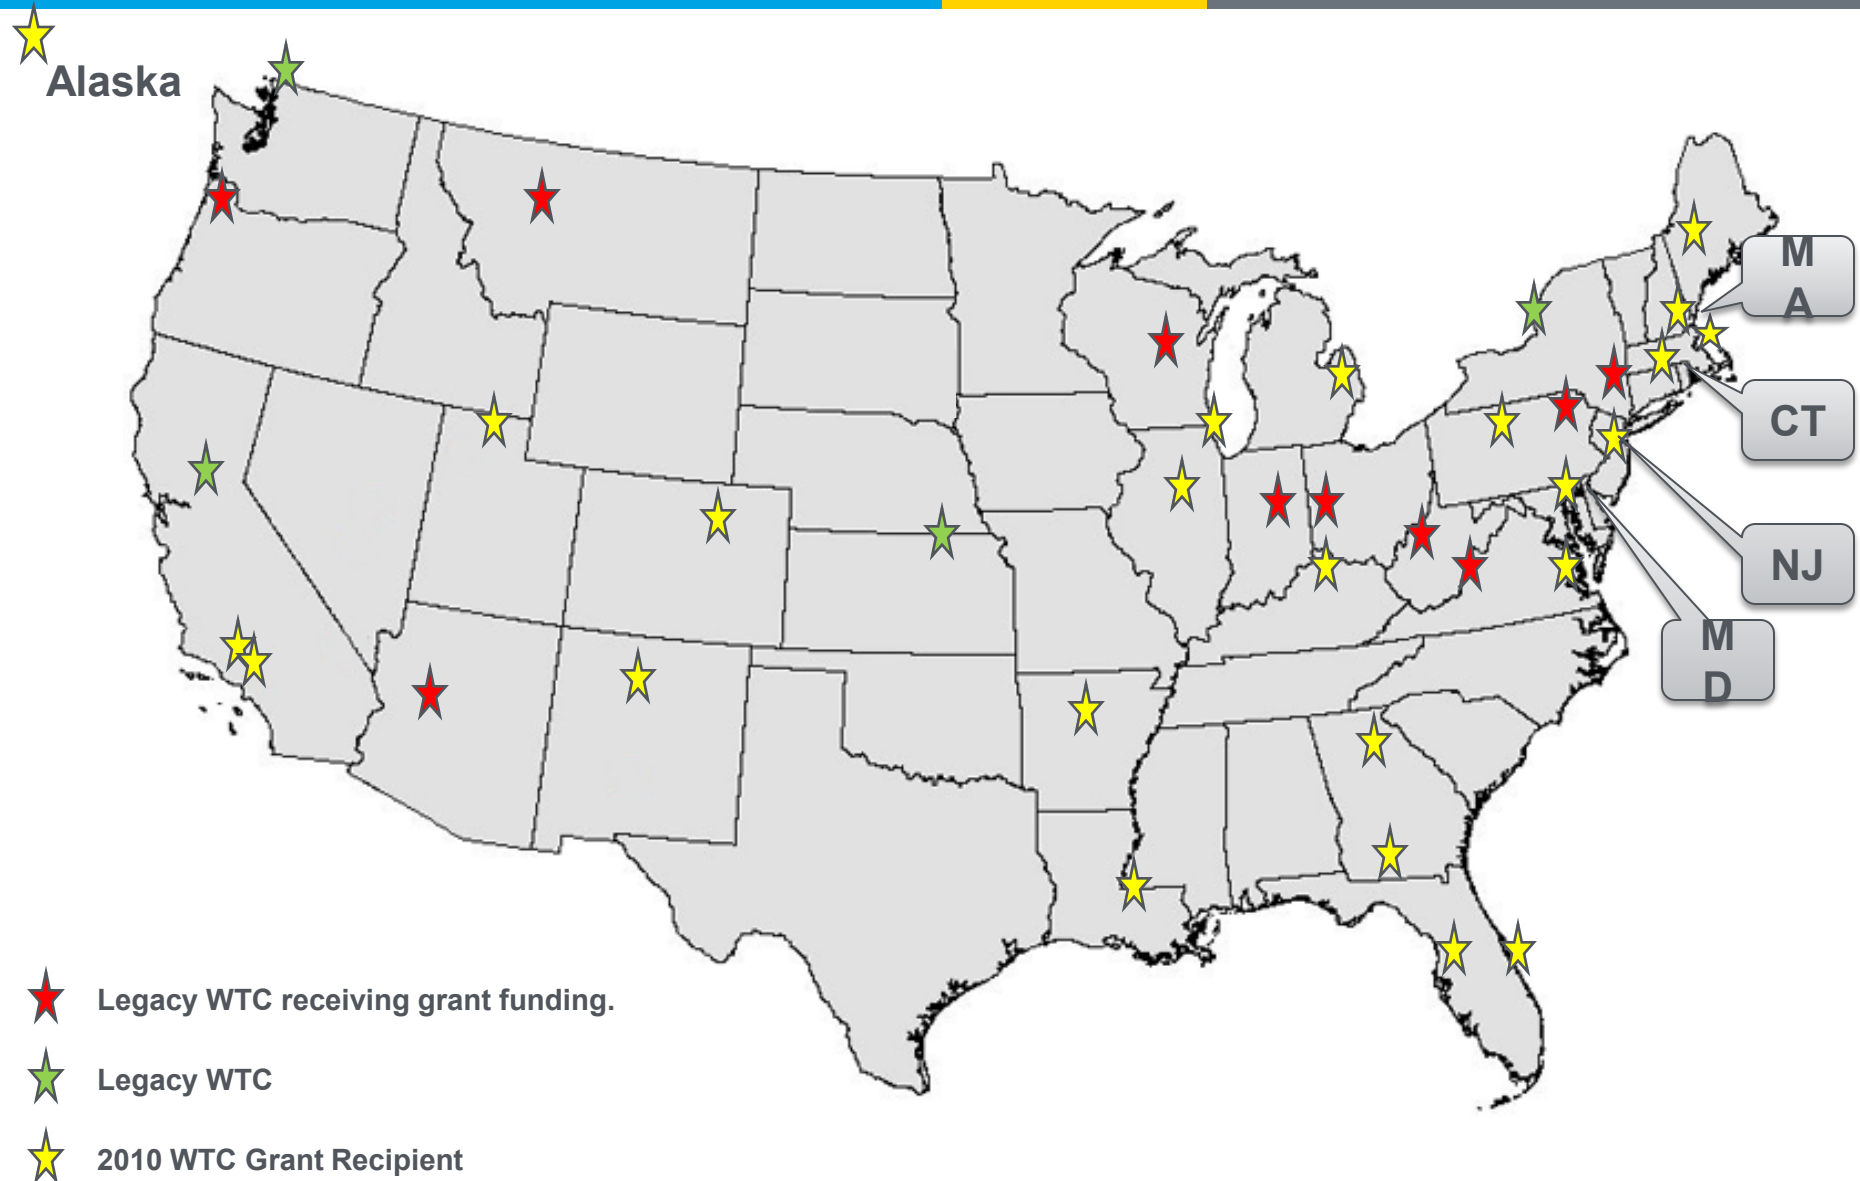 Alaska
M
A
CT
NJ
M
D
Legacy WTC receiving grant funding.
Legacy WTC
2010 WTC Grant Recipient